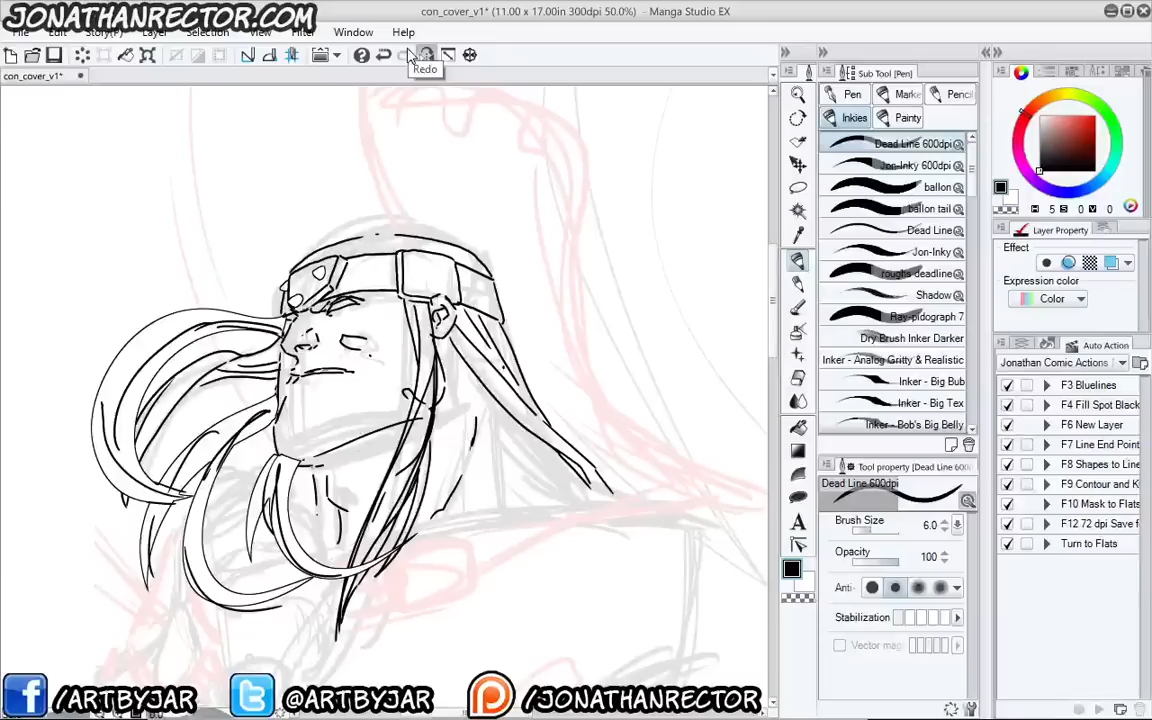 JONATHANRECTOR.COM
con_cover_v1* (11.00 x 17.00in 300dpi 50.0%) - Manga Studio EX
File Edit Story(P) Layer Selection View Filter Window Help
Redo
con_cover_v1*
Sub Tool [Pen]
Pen
Marke
Pencil
Inkies
Painty
Dead Line 600dpi
Jon-Inky 600dpi
ballon
ballon tail
Dead Line
Jon-Inky
roughs deadline
Shadow
Ray-pidograph 7
Dry Brush Inker Darker
Inker - Analog Gritty & Realistic
Inker - Big Bub
Inker - Big Tex
Inker - Bob's Big Belly
Tool property [Dead Line 600
Dead Line 600dpi
Brush Size 6.0
Opacity 100
Anti-
Stabilization
Vector mag
H 5 S 0 V 0
Layer Property
Effect
Expression color
Color
Auto Action
Jonathan Comic Actions
F3 Bluelines
F4 Fill Spot Black
F6 New Layer
F7 Line End Point
F8 Shapes to Line
F9 Contour and K
F10 Mask to Flats
F12 72 dpi Save f
Turn to Flats
/ARTBYJAR
@ARTBYJAR
/JONATHANRECTOR